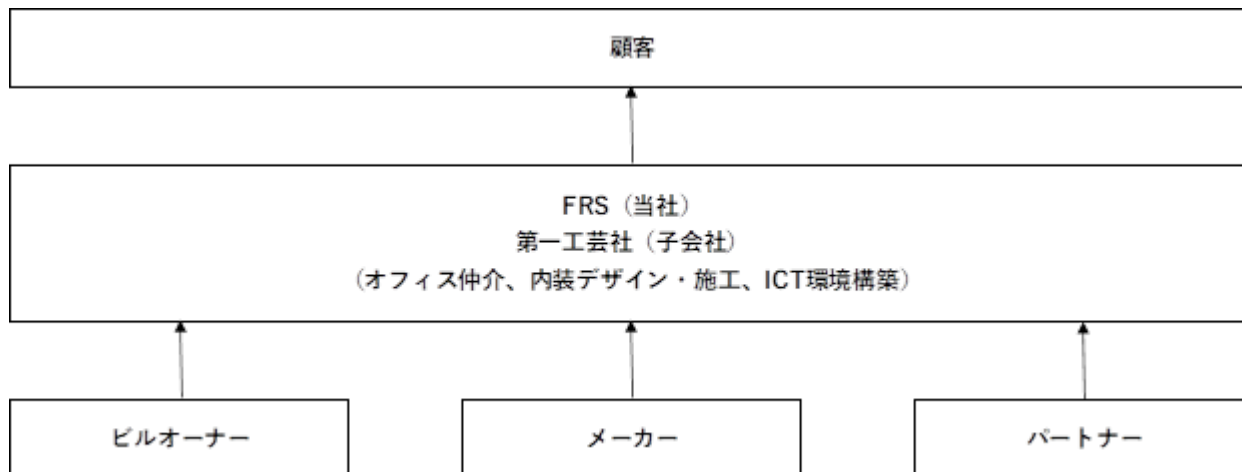 顧客
FRS（当社）
第一工芸社（子会社）
（オフィス仲介、内装デザイン・施工、ICT環境構築）
ビルオーナー
メーカー
パートナー